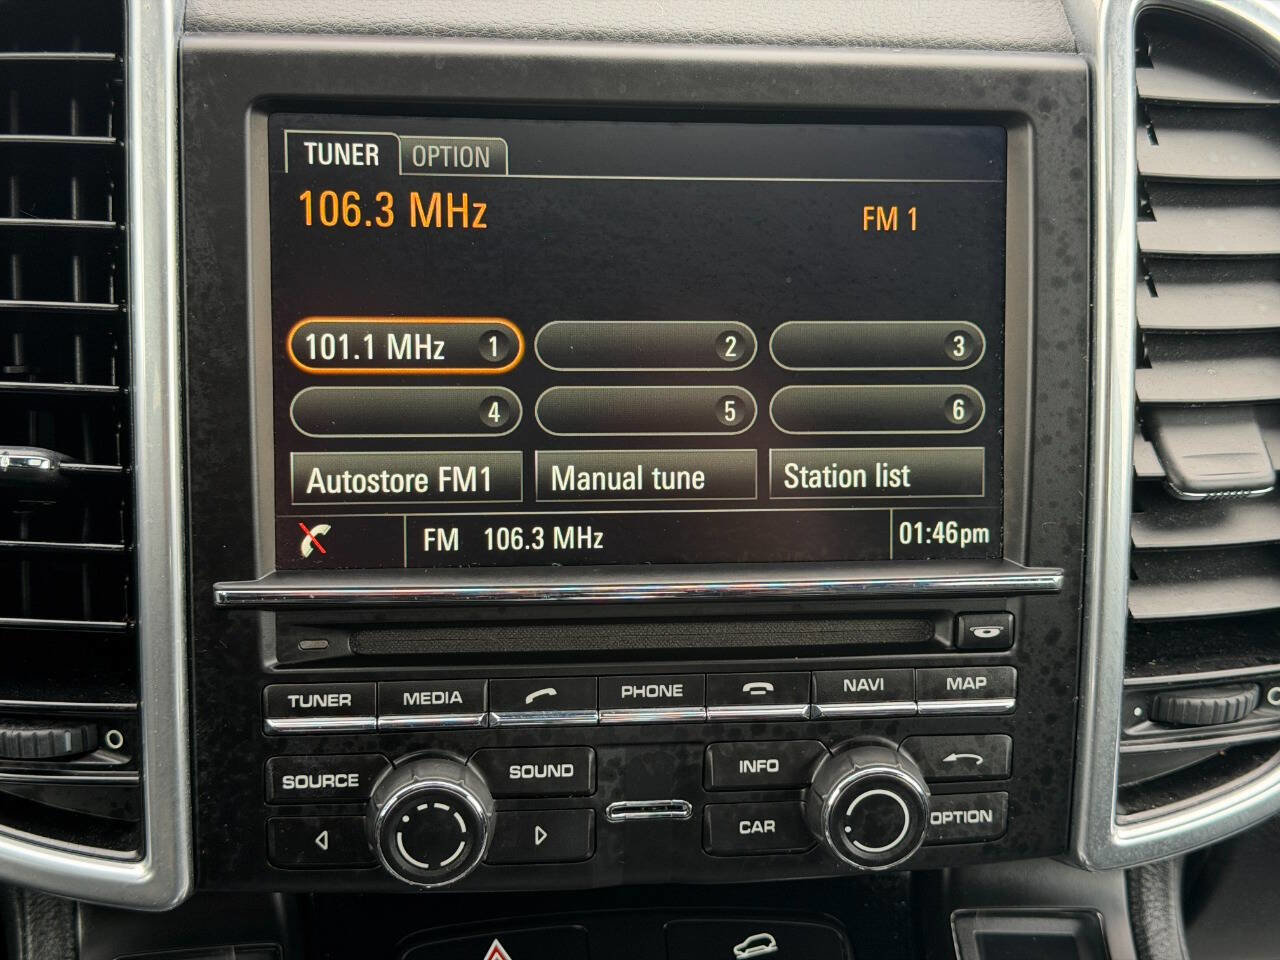 TUNER OPTION
106.3 MHz FM 1
101.1 MHz 1 2 3
4 5 6
Autostore FM1 Manual tune Station list
FM 106.3 MHz 01:46pm
TUNER MEDIA PHONE NAVI MAP
SOURCE SOUND INFO
CAR OPTION